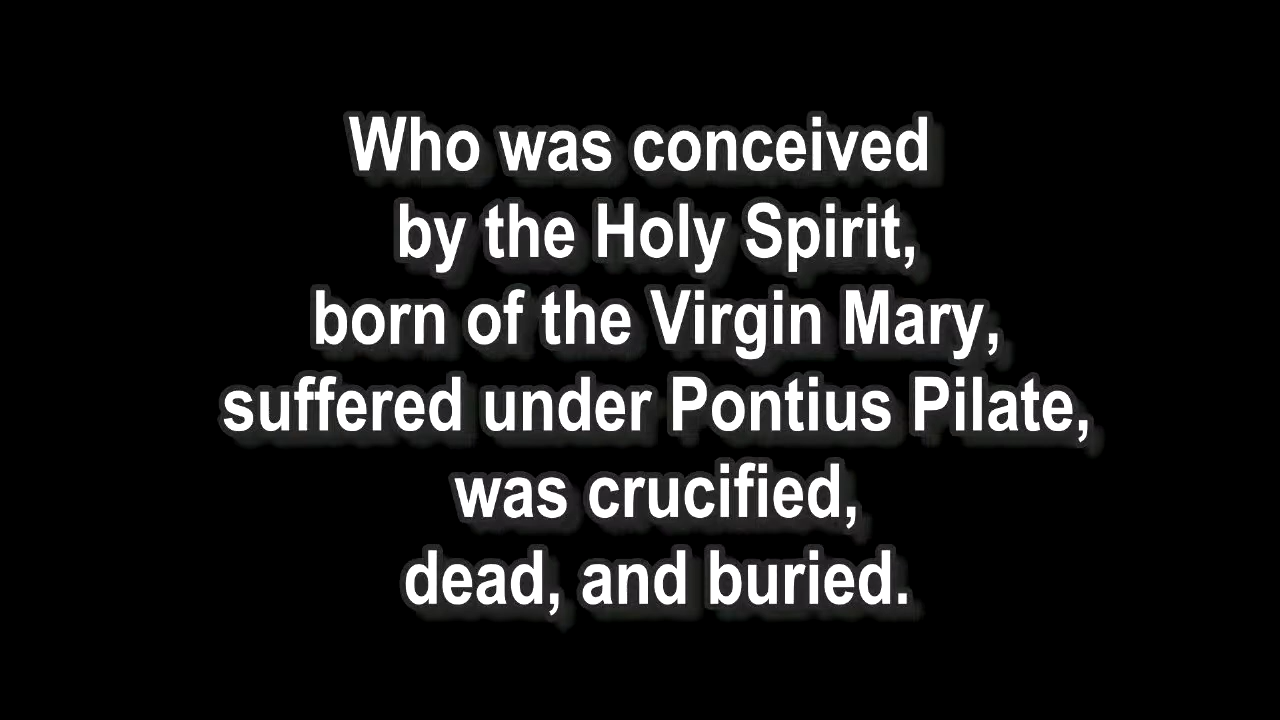 Who was conceived
by the Holy Spirit,
born of the Virgin Mary,
suffered under Pontius Pilate,
was crucified,
dead, and buried.